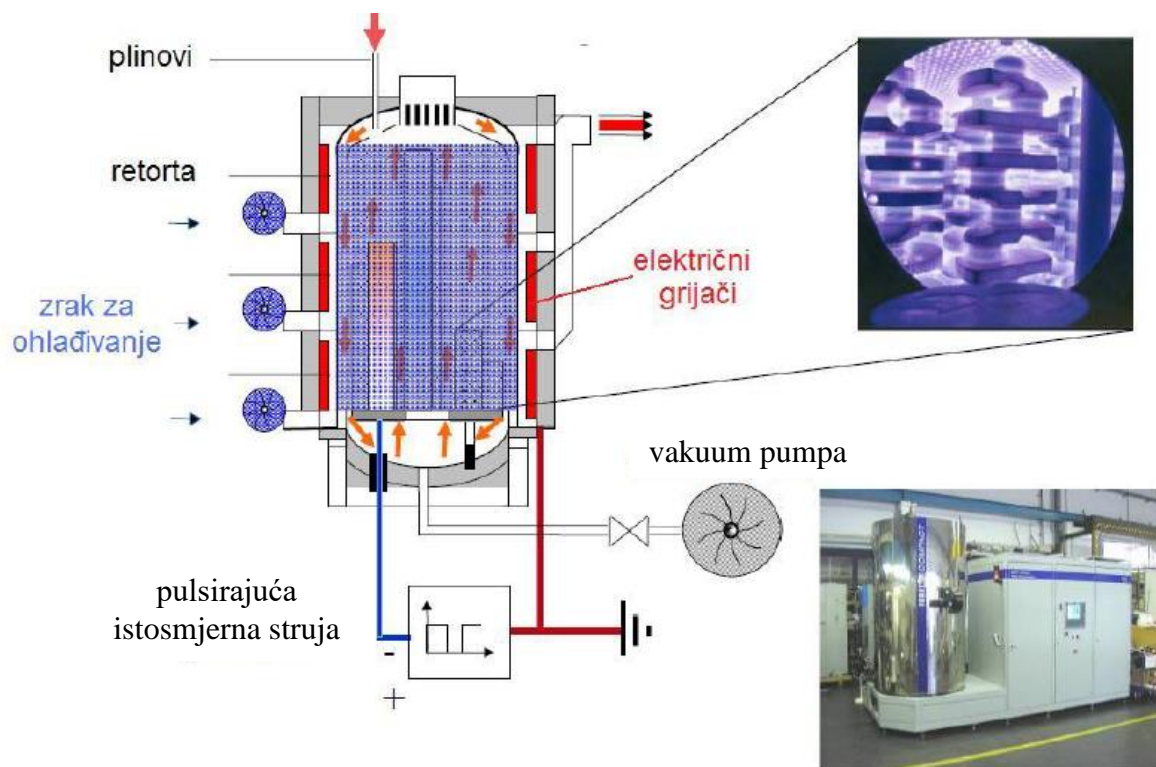 plinovi
retorta
zrak za
ohlađivanje
električni
grijači
vakuum pumpa
pulsirajuća
istosmjerna struja
-
+